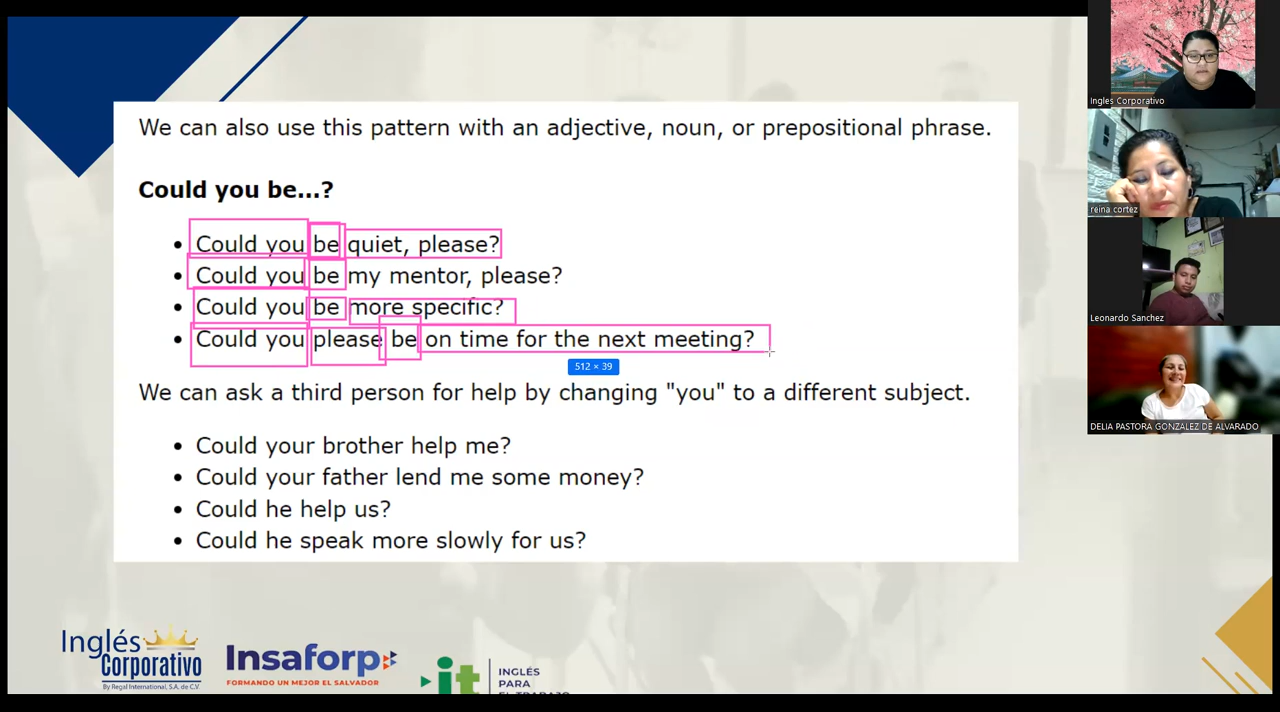 We can also use this pattern with an adjective, noun, or prepositional phrase.
Could you be...?
• Could you be quiet, please?
• Could you be my mentor, please?
• Could you be more specific?
• Could you please be on time for the next meeting?
512 × 39
We can ask a third person for help by changing "you" to a different subject.
• Could your brother help me?
• Could your father lend me some money?
• Could he help us?
• Could he speak more slowly for us?
Inglés
Corporativo
By Regal International, S.A. de C.V.
Insaforp
FORMANDO UN MEJOR EL SALVADOR
it
INGLÉS
PARA
EL TRABAJO
Ingles Corporativo
reina cortez
Leonardo Sanchez
DELIA PASTORA GONZALEZ DE ALVARADO